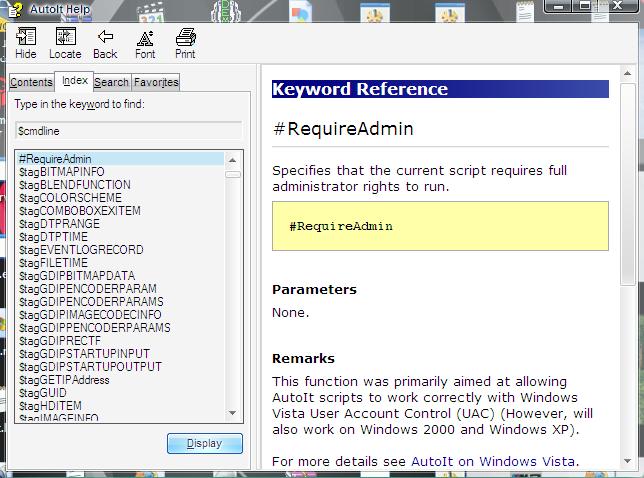 AutoIt Help
Hide
Locate
Back
Font
Print
Contents
Index
Search
Favorites
Type in the keyword to find:
$cmdline
#RequireAdmin
$tagBITMAPINFO
$tagBLENDFUNCTION
$tagCOLORSCHEME
$tagCOMBOBOXEXITEM
$tagDTPRANGE
$tagDTPTIME
$tagEVENTLOGRECORD
$tagFILETIME
$tagGDIPBITMAPDATA
$tagGDIPENCODERPARAM
$tagGDIPENCODERPARAMS
$tagGDIPIMAGECODECINFO
$tagGDIPPENCODERPARAMS
$tagGDIPRECTF
$tagGDIPSTARTUPINPUT
$tagGDIPSTARTUPOUTPUT
$tagGETIPAddress
$tagGUID
$tagHDITEM
$tagIMAGEINFO
Display
Keyword Reference
#RequireAdmin
Specifies that the current script requires full
administrator rights to run.
#RequireAdmin
Parameters
None.
Remarks
This function was primarily aimed at allowing
AutoIt scripts to work correctly with Windows
Vista User Account Control (UAC) (However, will
also work on Windows 2000 and Windows XP).
For more details see AutoIt on Windows Vista.